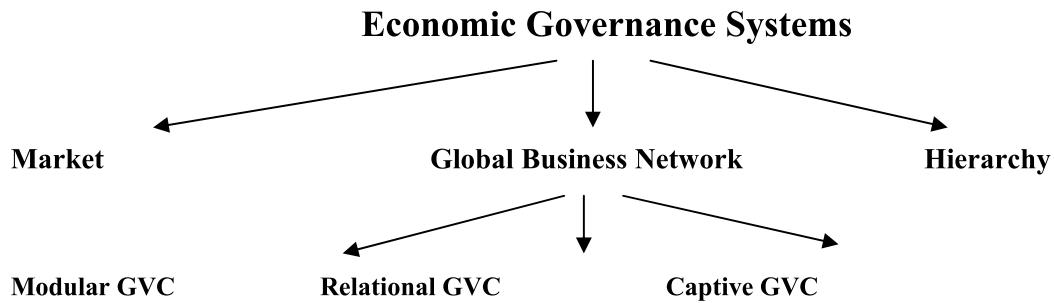 Economic Governance Systems
Market Global Business Network Hierarchy
Modular GVC Relational GVC Captive GVC